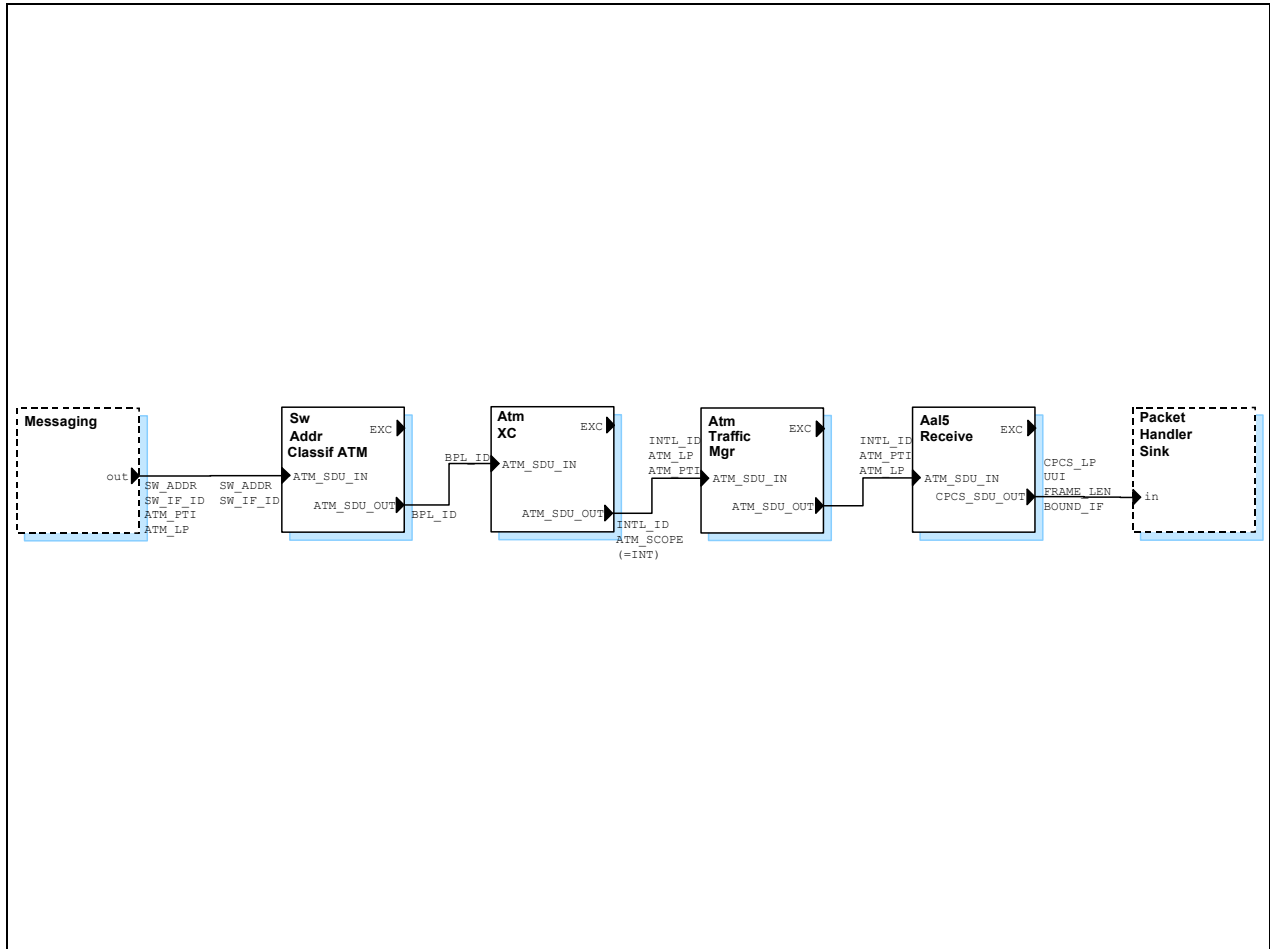 Messaging
out
SW_ADDR
SW_IF_ID
ATM_PTI
ATM_LP
SW_ADDR
SW_IF_ID
Sw
Addr
Classif ATM
EXC
ATM_SDU_IN
ATM_SDU_OUT
BPL_ID
BPL_ID
Atm
XC
EXC
ATM_SDU_IN
ATM_SDU_OUT
INTL_ID
ATM_SCOPE
(=INT)
INTL_ID
ATM_LP
ATM_PTI
Atm
Traffic
Mgr
EXC
ATM_SDU_IN
ATM_SDU_OUT
INTL_ID
ATM_PTI
ATM_LP
Aal5
Receive
EXC
ATM_SDU_IN
CPCS_SDU_OUT
CPCS_LP
UUI
FRAME_LEN
BOUND_IF
Packet
Handler
Sink
in